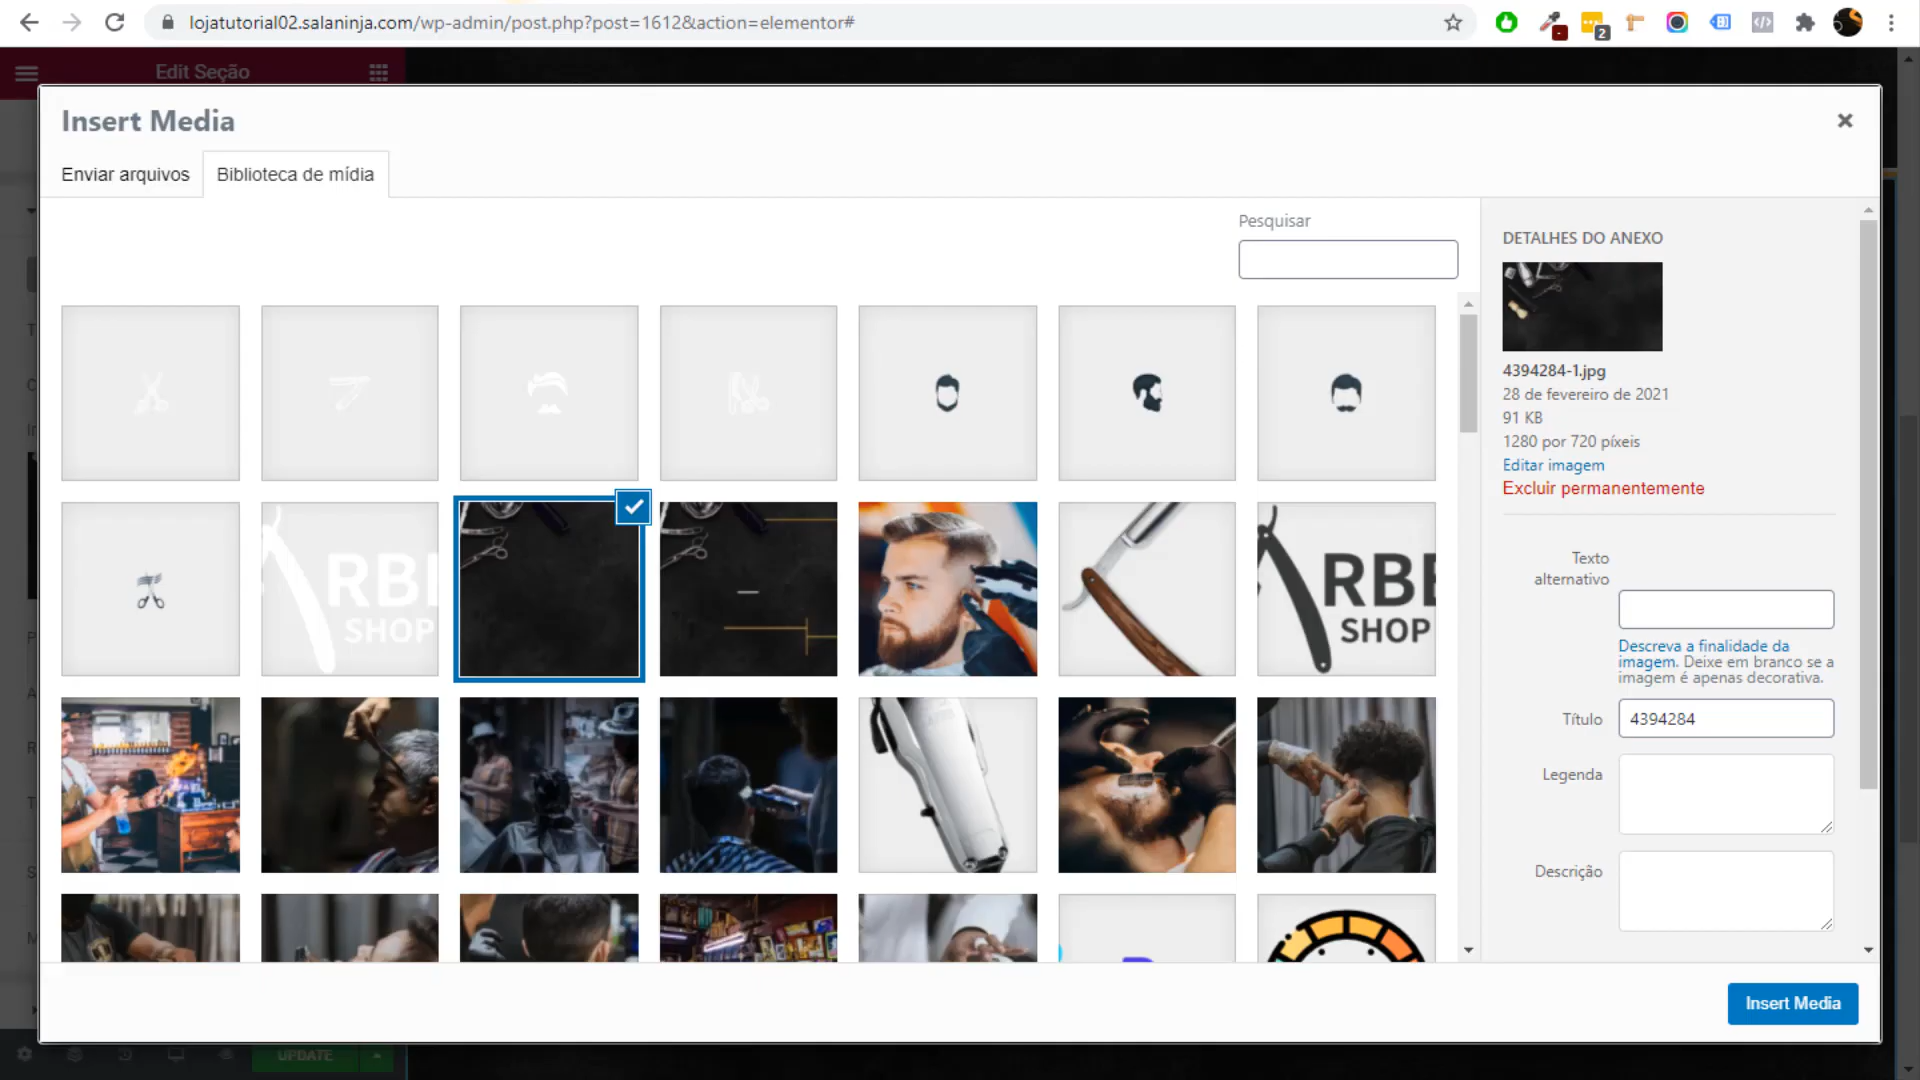 lojatutorial02.salaninja.com/wp-admin/post.php?post=1612&action=elementor#
2
Edit Seção
Insert Media
Enviar arquivos
Biblioteca de mídia
Pesquisar
DETALHES DO ANEXO
4394284-1.jpg
28 de fevereiro de 2021
91 KB
1280 por 720 píxeis
Editar imagem
Excluir permanentemente
RBE
SHOP
RBE
SHOP
Texto
alternativo
Descreva a finalidade da
imagem. Deixe em branco se a
imagem é apenas decorativa.
Título
4394284
Legenda
Descrição
Insert Media
UPDATE